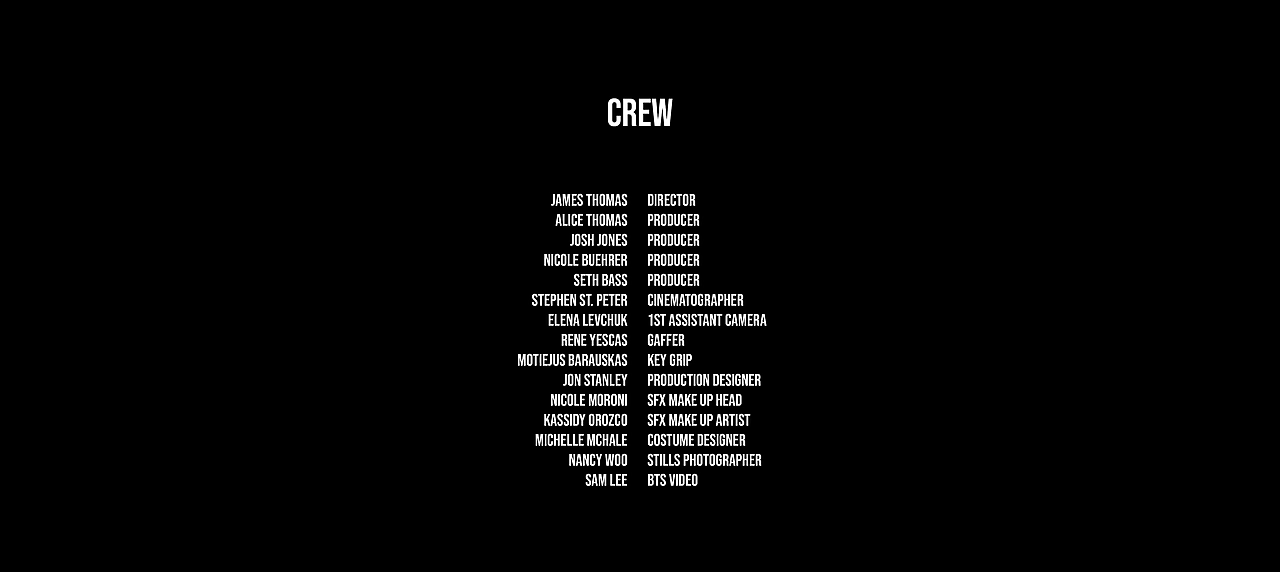 CREW
JAMES THOMAS DIRECTOR
ALICE THOMAS PRODUCER
JOSH JONES PRODUCER
NICOLE BUEHRER PRODUCER
SETH BASS PRODUCER
STEPHEN ST. PETER CINEMATOGRAPHER
ELENA LEVCHUK 1ST ASSISTANT CAMERA
RENE YESCAS GAFFER
MOTIEJUS BARAUSKAS KEY GRIP
JON STANLEY PRODUCTION DESIGNER
NICOLE MORONI SFX MAKE UP HEAD
KASSIDY OROZCO SFX MAKE UP ARTIST
MICHELLE MCHALE COSTUME DESIGNER
NANCY WOO STILLS PHOTOGRAPHER
SAM LEE BTS VIDEO